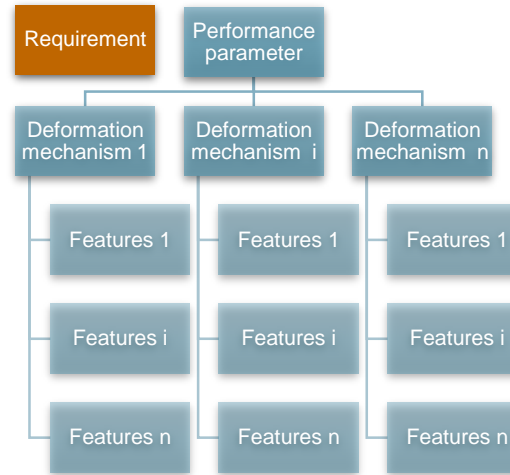 Requirement
Performance
parameter
Deformation
mechanism 1
Deformation
mechanism i
Deformation
mechanism n
Features 1
Features 1
Features 1
Features i
Features i
Features i
Features n
Features n
Features n